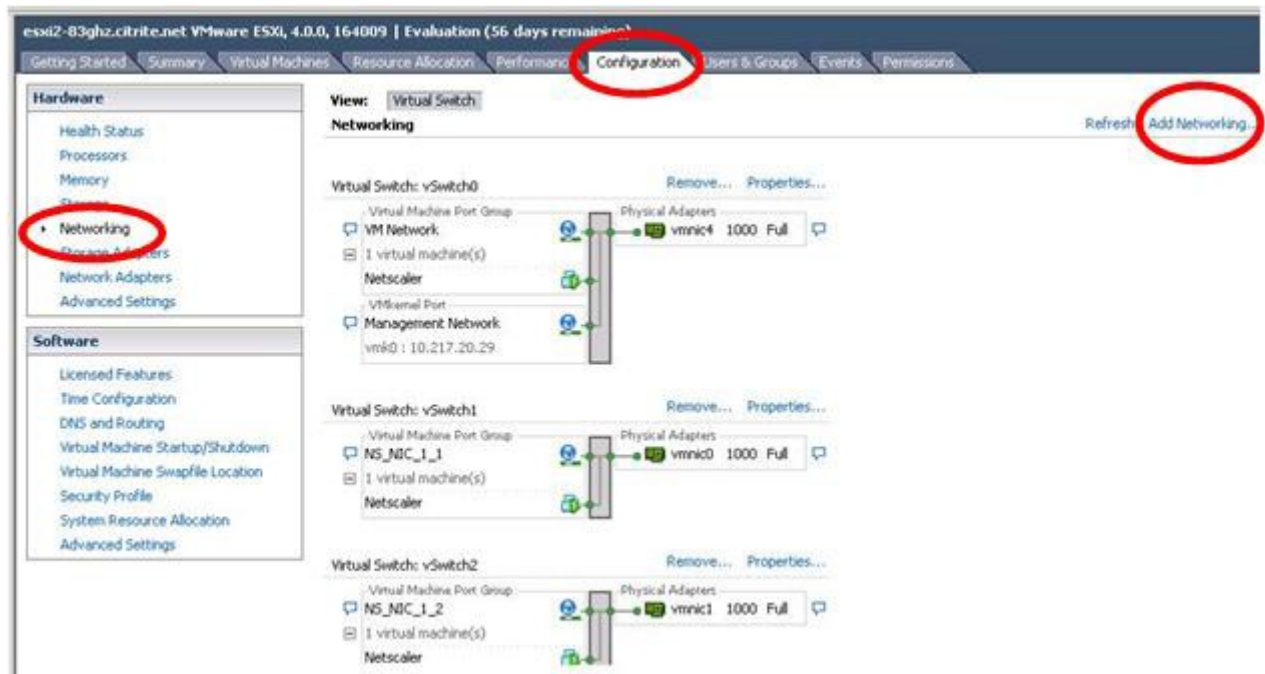 esxi2-83ghz.citrite.net VMware ESXi, 4.0.0, 164009 | Evaluation (56 days remaining)
Getting Started Summary Virtual Machines Resource Allocation Performance Configuration Users & Groups Events Permissions
Hardware
Health Status
Processors
Memory
Storage
Networking
Storage Adapters
Network Adapters
Advanced Settings
Software
Licensed Features
Time Configuration
DNS and Routing
Virtual Machine Startup/Shutdown
Virtual Machine Swapfile Location
Security Profile
System Resource Allocation
Advanced Settings
View: Virtual Switch
Networking
Refresh Add Networking...
Virtual Switch: vSwitch0 Remove... Properties...
Virtual Machine Port Group Physical Adapters
VM Network vmnic4 1000 Full
1 virtual machine(s)
Netscaler
VMkernel Port
Management Network
vmk0 : 10.217.20.29
Virtual Switch: vSwitch1 Remove... Properties...
Virtual Machine Port Group Physical Adapters
NS_NIC_1_1 vmnic0 1000 Full
1 virtual machine(s)
Netscaler
Virtual Switch: vSwitch2 Remove... Properties...
Virtual Machine Port Group Physical Adapters
NS_NIC_1_2 vmnic1 1000 Full
1 virtual machine(s)
Netscaler